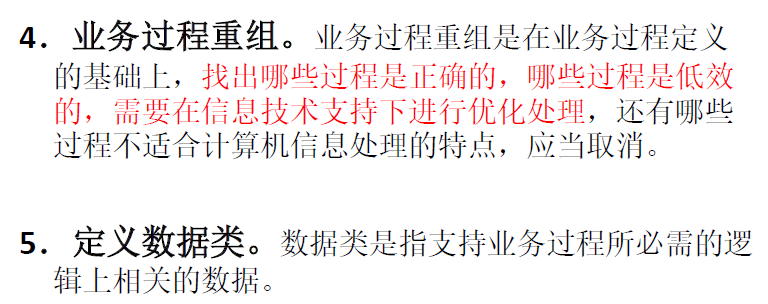 4. 业务过程重组。业务过程重组是在业务过程定义
的基础上，找出哪些过程是正确的，哪些过程是低效
的，需要在信息技术支持下进行优化处理，还有哪些
过程不适合计算机信息处理的特点，应当取消。
5. 定义数据类。数据类是指支持业务过程所必需的逻
辑上相关的数据。